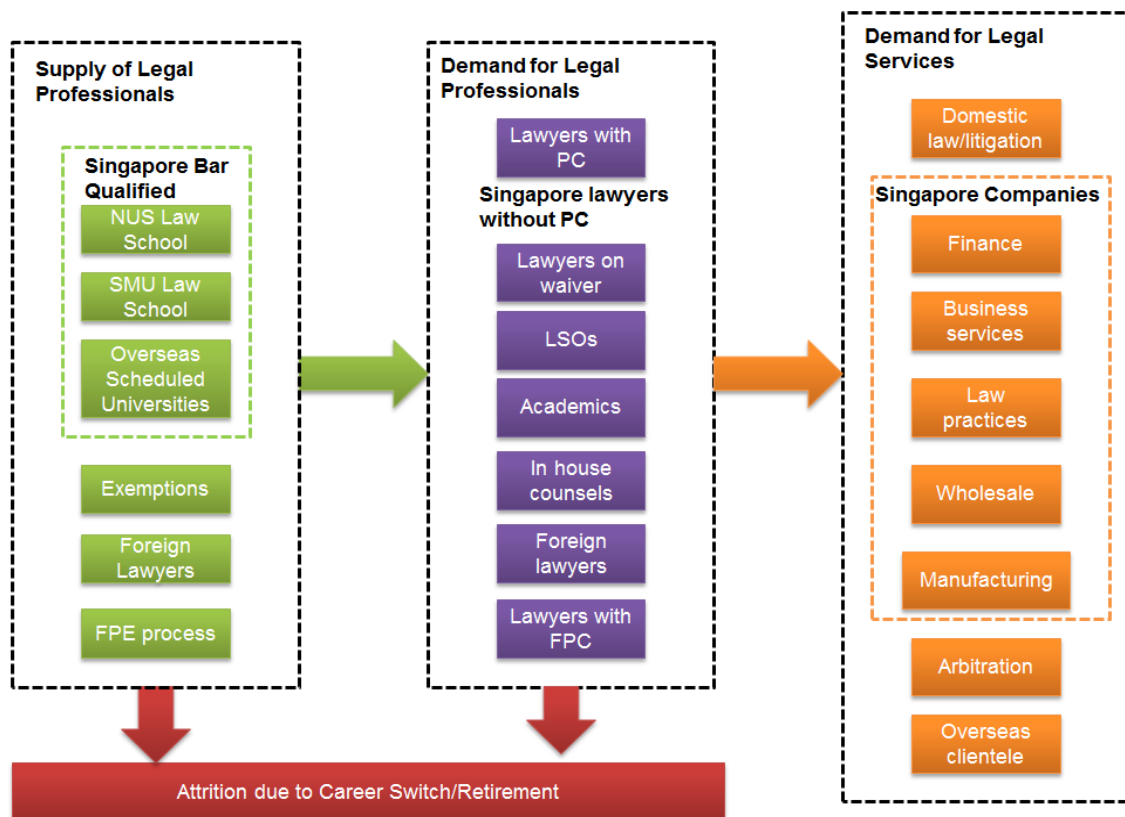 Supply of Legal
Professionals
Singapore Bar
Qualified
NUS Law
School
SMU Law
School
Overseas
Scheduled
Universities
Exemptions
Foreign
Lawyers
FPE process
Demand for Legal
Professionals
Lawyers with
PC
Singapore lawyers
without PC
Lawyers on
waiver
LSOs
Academics
In house
counsels
Foreign
lawyers
Lawyers with
FPC
Demand for Legal
Services
Domestic
law/litigation
Singapore Companies
Finance
Business
services
Law
practices
Wholesale
Manufacturing
Arbitration
Overseas
clientele
Attrition due to Career Switch/Retirement